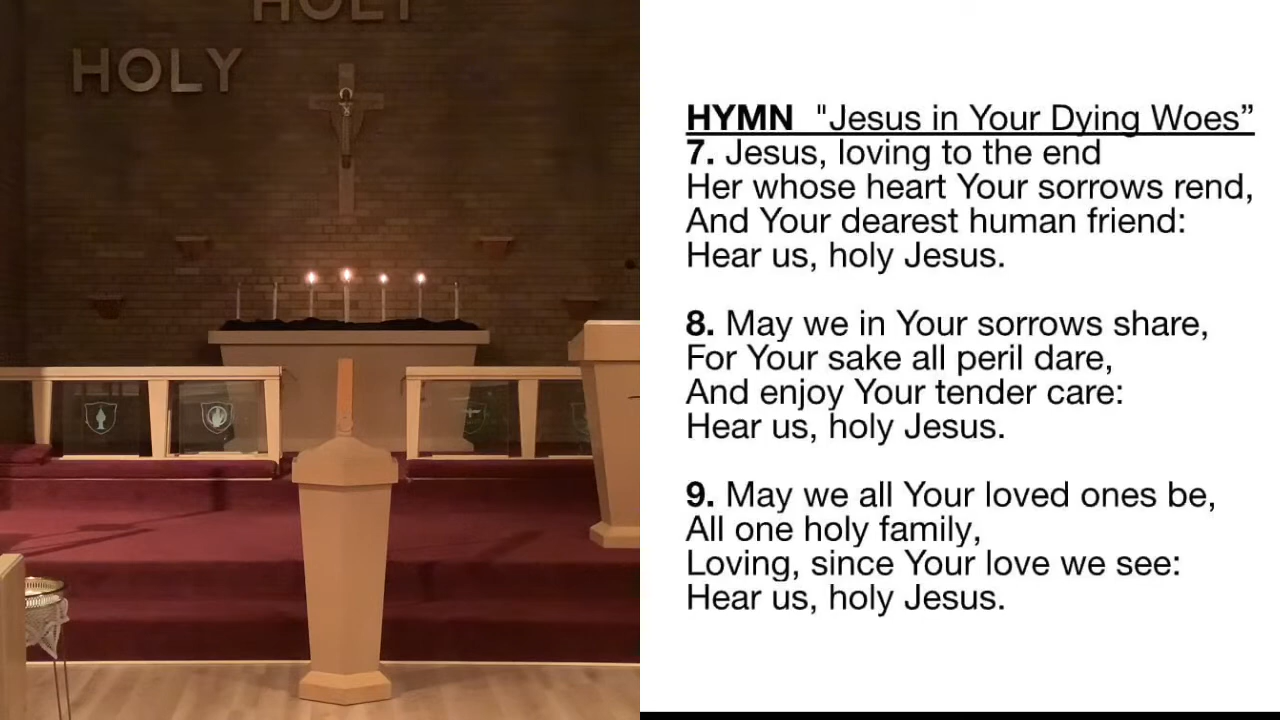 HOLY
HOLY
HYMN "Jesus in Your Dying Woes”
7. Jesus, loving to the end
Her whose heart Your sorrows rend,
And Your dearest human friend:
Hear us, holy Jesus.
8. May we in Your sorrows share,
For Your sake all peril dare,
And enjoy Your tender care:
Hear us, holy Jesus.
9. May we all Your loved ones be,
All one holy family,
Loving, since Your love we see:
Hear us, holy Jesus.